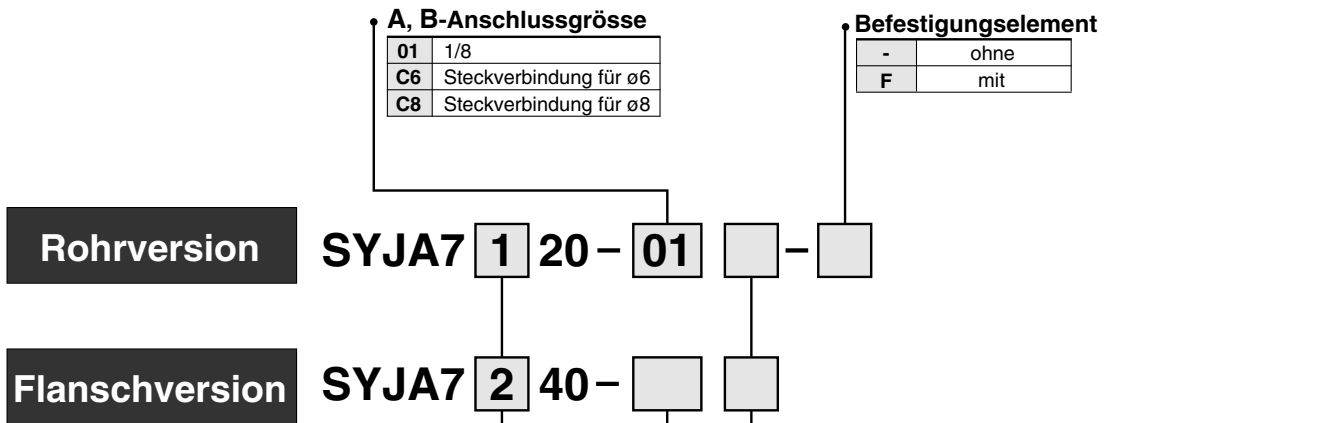 A, B-Anschlussgrösse
01 1/8
C6 Steckverbindung für ø6
C8 Steckverbindung für ø8
Befestigungselement
- ohne
F mit
Rohrversion SYJA7 1 20 – 01 –
Flanschversion SYJA7 2 40 –